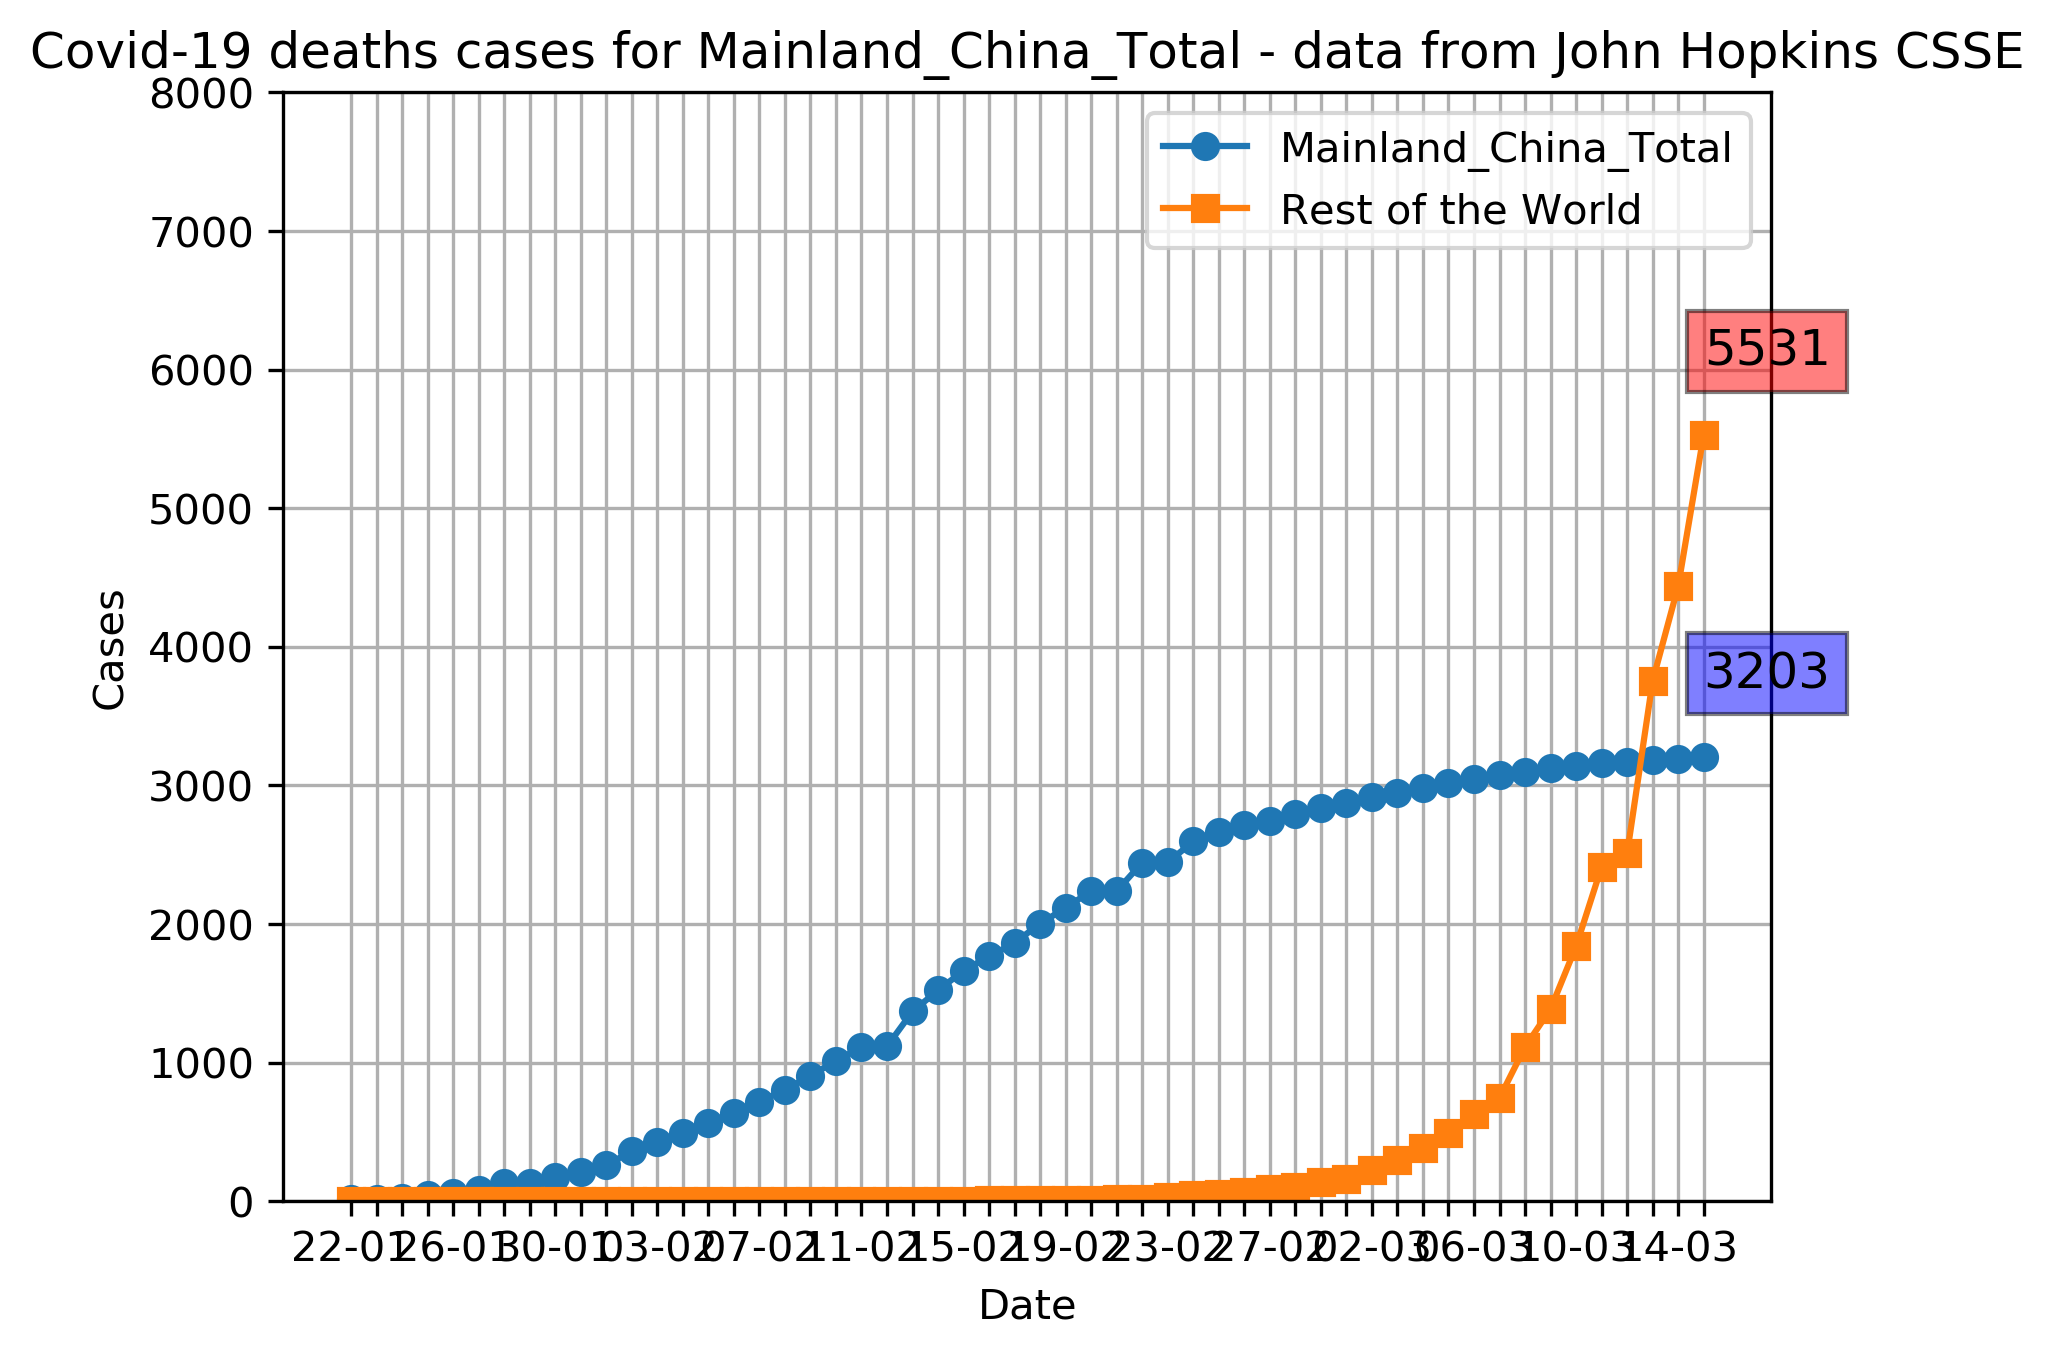 Covid-19 deaths cases for Mainland_China_Total - data from John Hopkins CSSE
Mainland_China_Total
Rest of the World
8000
7000
6000
5000
4000
3000
2000
1000
0
Cases
5531
3203
22-01 26-01 30-01 03-02 07-02 11-02 15-02 19-02 23-02 27-02 02-03 06-03 10-03 14-03
Date